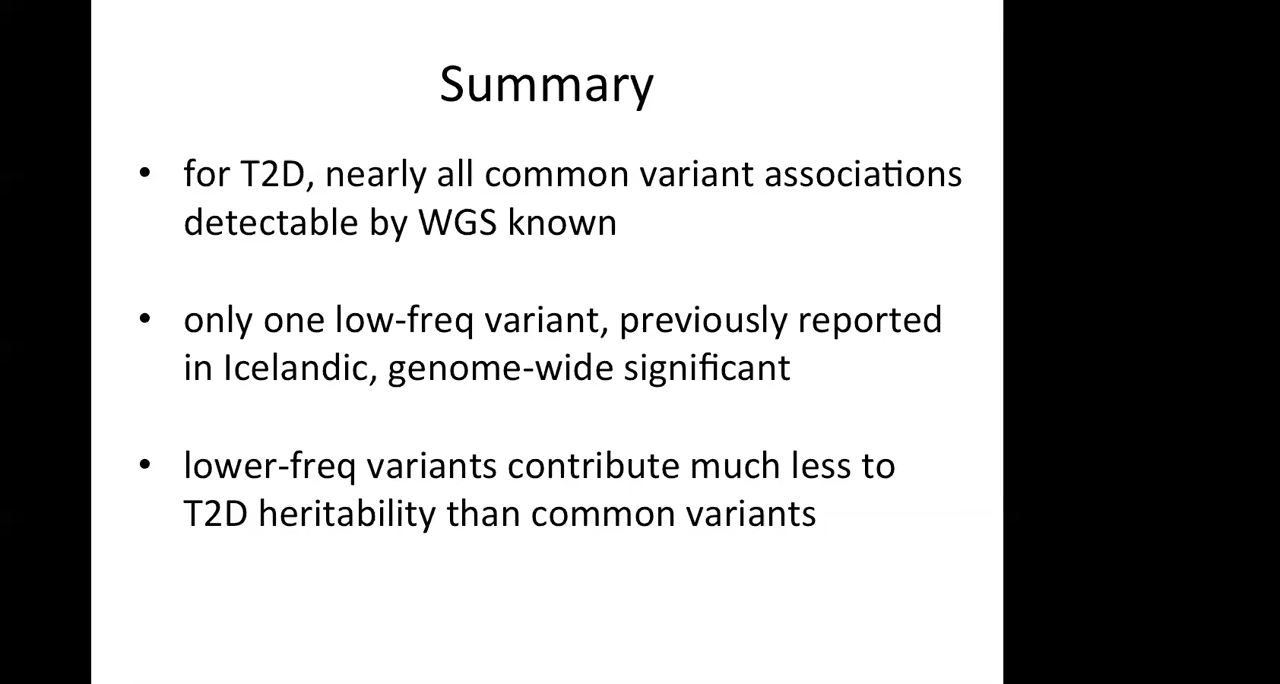 Summary
• for T2D, nearly all common variant associations
detectable by WGS known
• only one low-freq variant, previously reported
in Icelandic, genome-wide significant
• lower-freq variants contribute much less to
T2D heritability than common variants